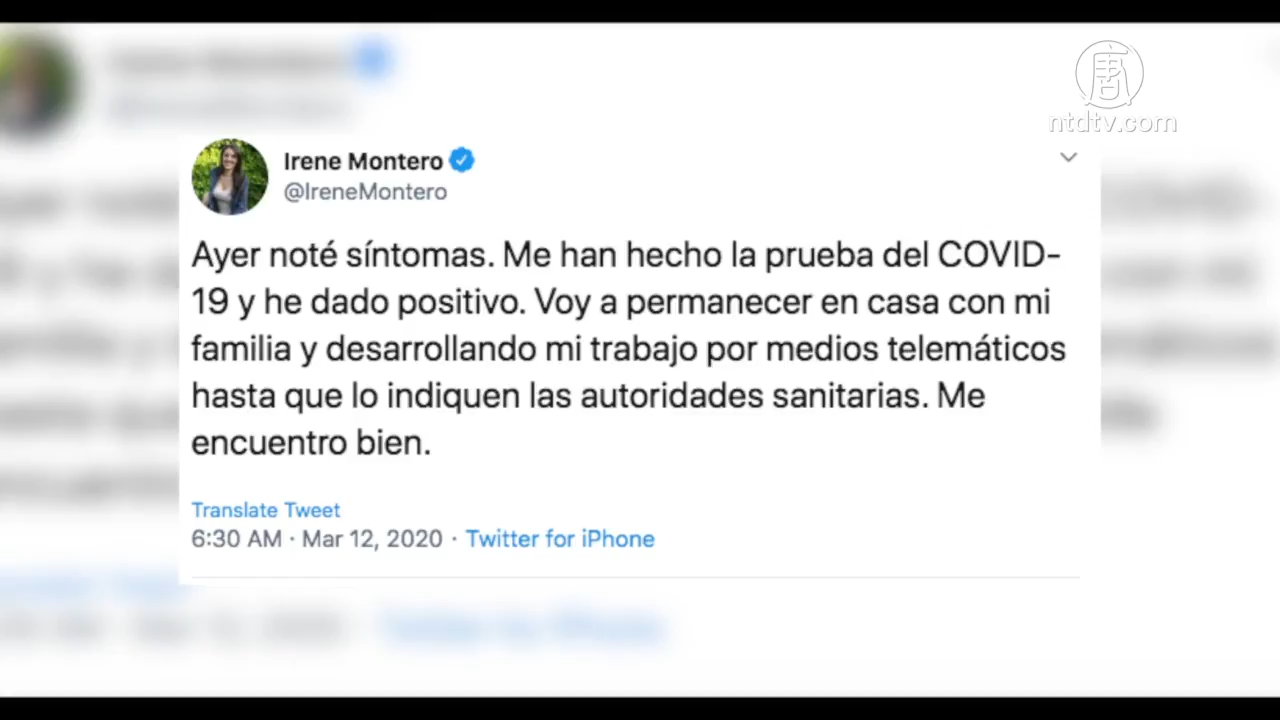 唐
ntdtv.com
Irene Montero
@IreneMontero
Ayer noté síntomas. Me han hecho la prueba del COVID-
19 y he dado positivo. Voy a permanecer en casa con mi
familia y desarrollando mi trabajo por medios telemáticos
hasta que lo indiquen las autoridades sanitarias. Me
encuentro bien.
Translate Tweet
6:30 AM · Mar 12, 2020 · Twitter for iPhone